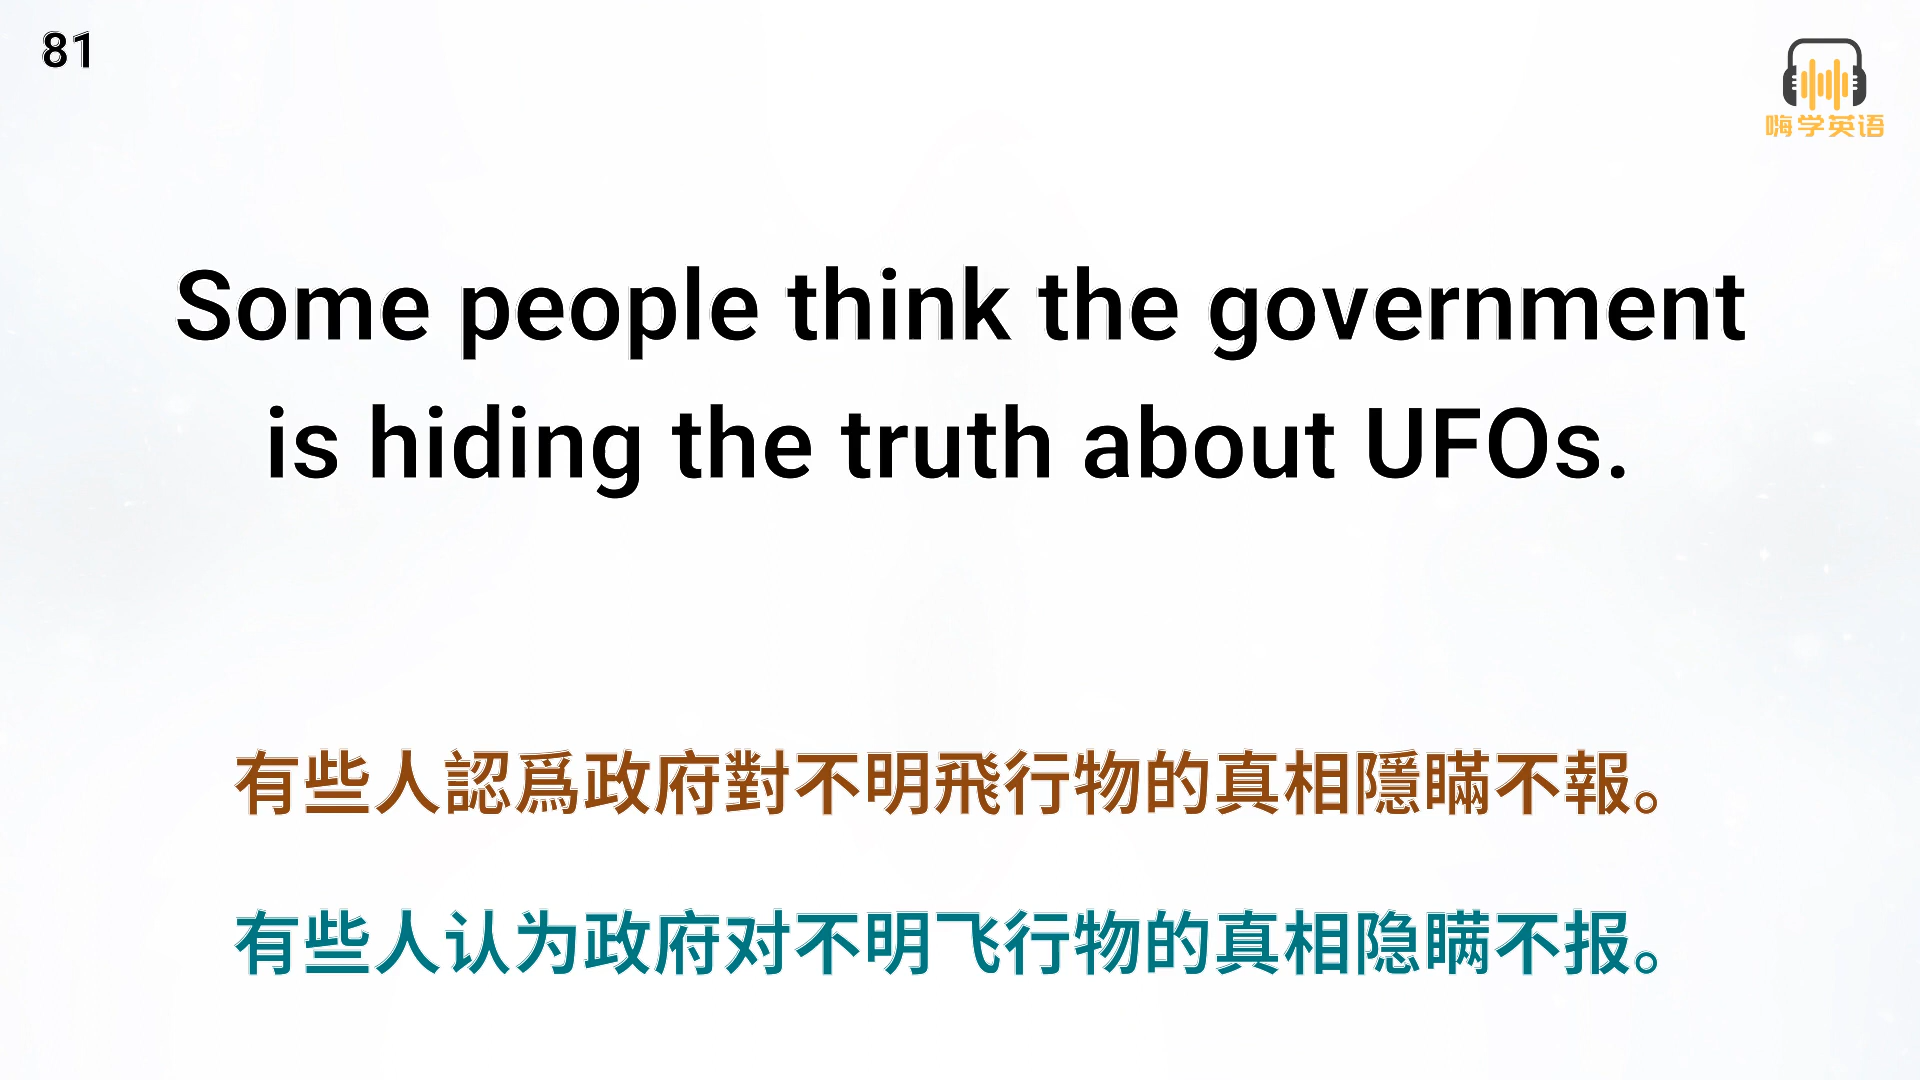 81
嗨学英语
Some people think the government
is hiding the truth about UFOs.
有些人認爲政府對不明飛行物的真相隱瞞不報。
有些人认为政府对不明飞行物的真相隐瞒不报。